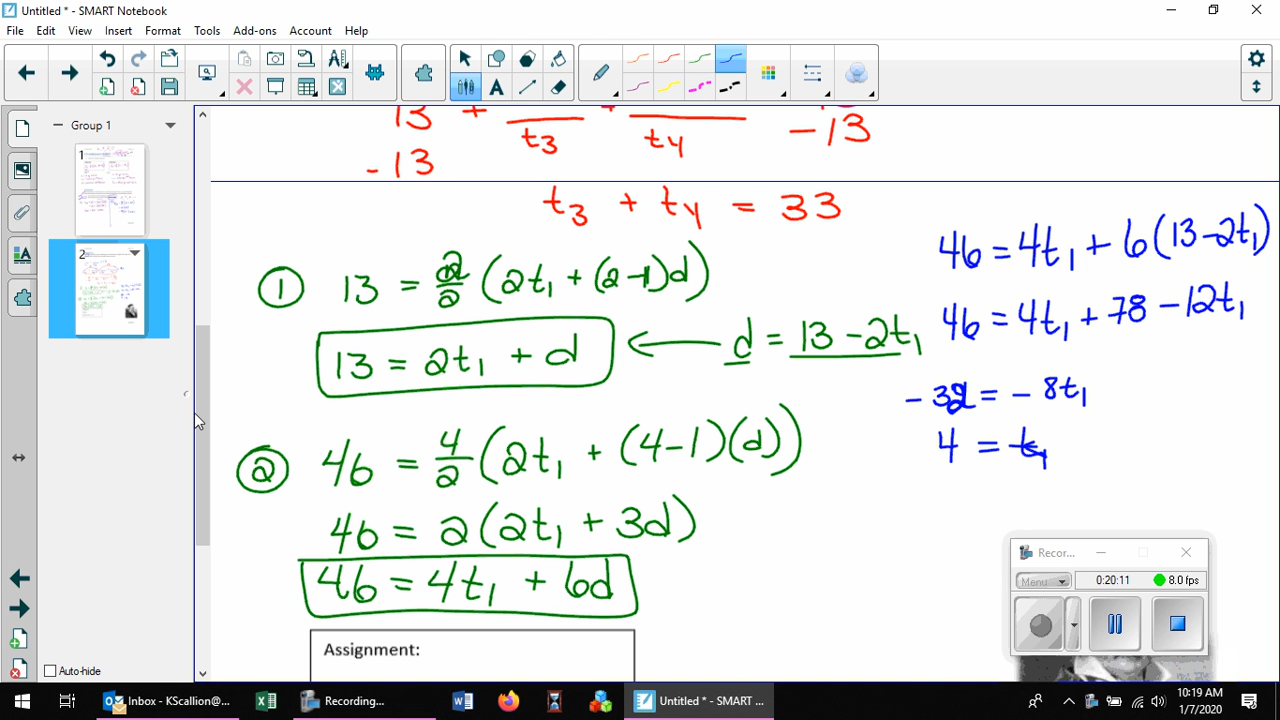 Untitled * - SMART Notebook
File Edit View Insert Format Tools Add-ons Account Help
Group 1
1
2
13 + t3 + t4 - 13
- 13
t3 + t4 = 33
① 13 = 2/2 (2t1 + (2-1)d)
13 = 2t1 + d ← d = 13 - 2t1
② 46 = 4/2 (2t1 + (4-1)(d))
46 = 2(2t1 + 3d)
46 = 4t1 + 6d
46 = 4t1 + 6(13-2t1)
46 = 4t1 + 78 - 12t1
- 32 = - 8t1
4 = t1
Assignment:
Recor...
Menu 0:20:11 8.0 fps
Auto-hide
Inbox - KScallion@... Recording... Untitled * - SMART ... 10:19 AM
1/7/2020